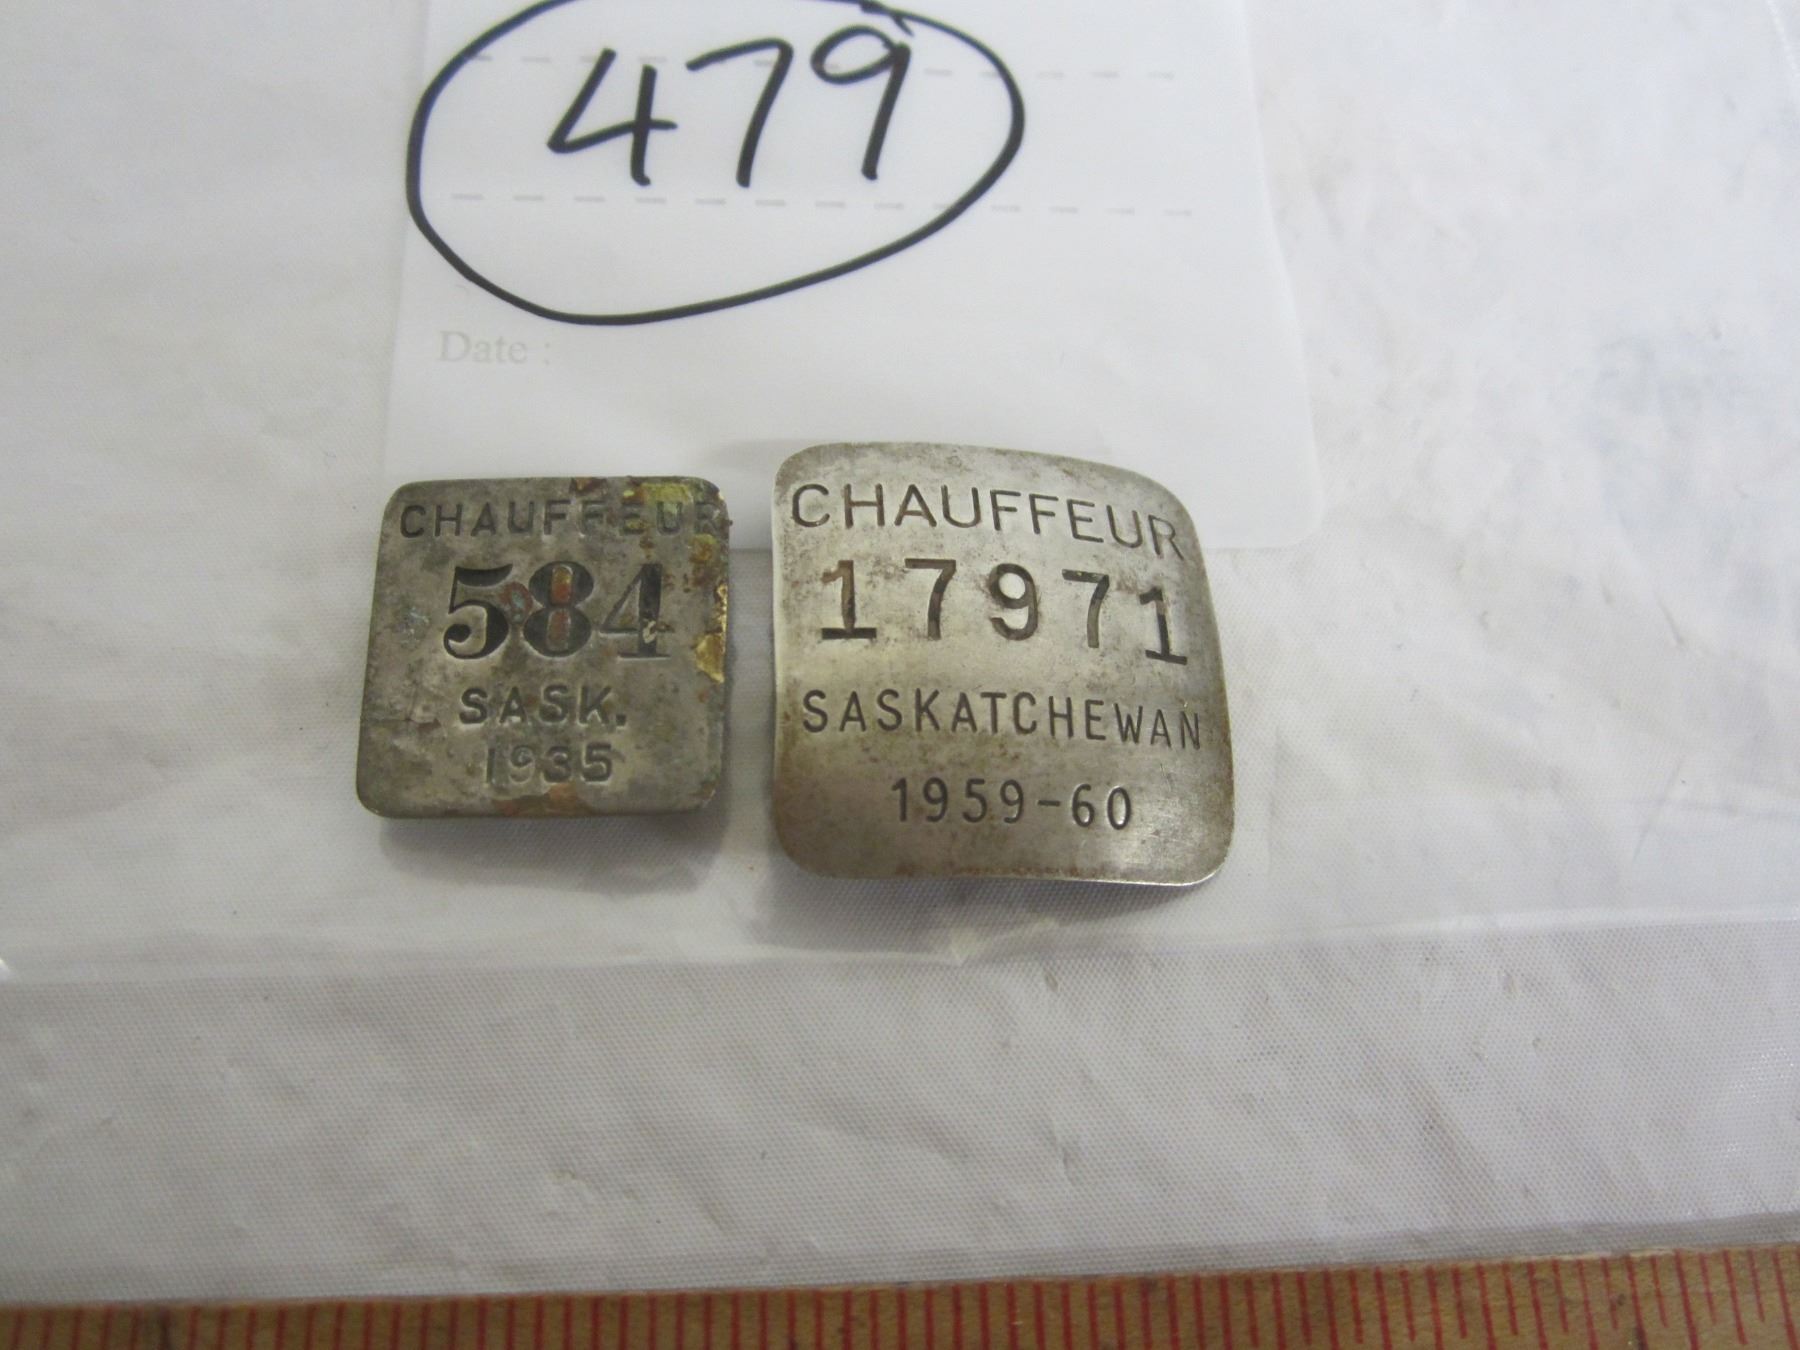 479
Date :
CHAUFFEUR
584
SASK.
1935
CHAUFFEUR
17971
SASKATCHEWAN
1959-60